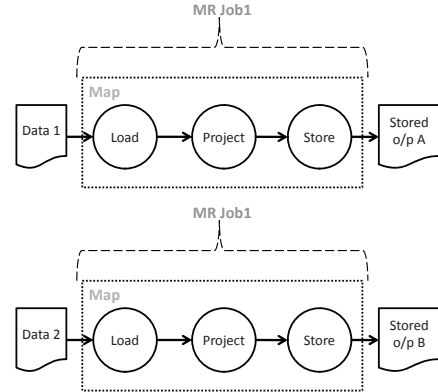 MR Job1
Map
Data 1
Load
Project
Store
Stored
o/p A
MR Job1
Map
Data 2
Load
Project
Store
Stored
o/p B